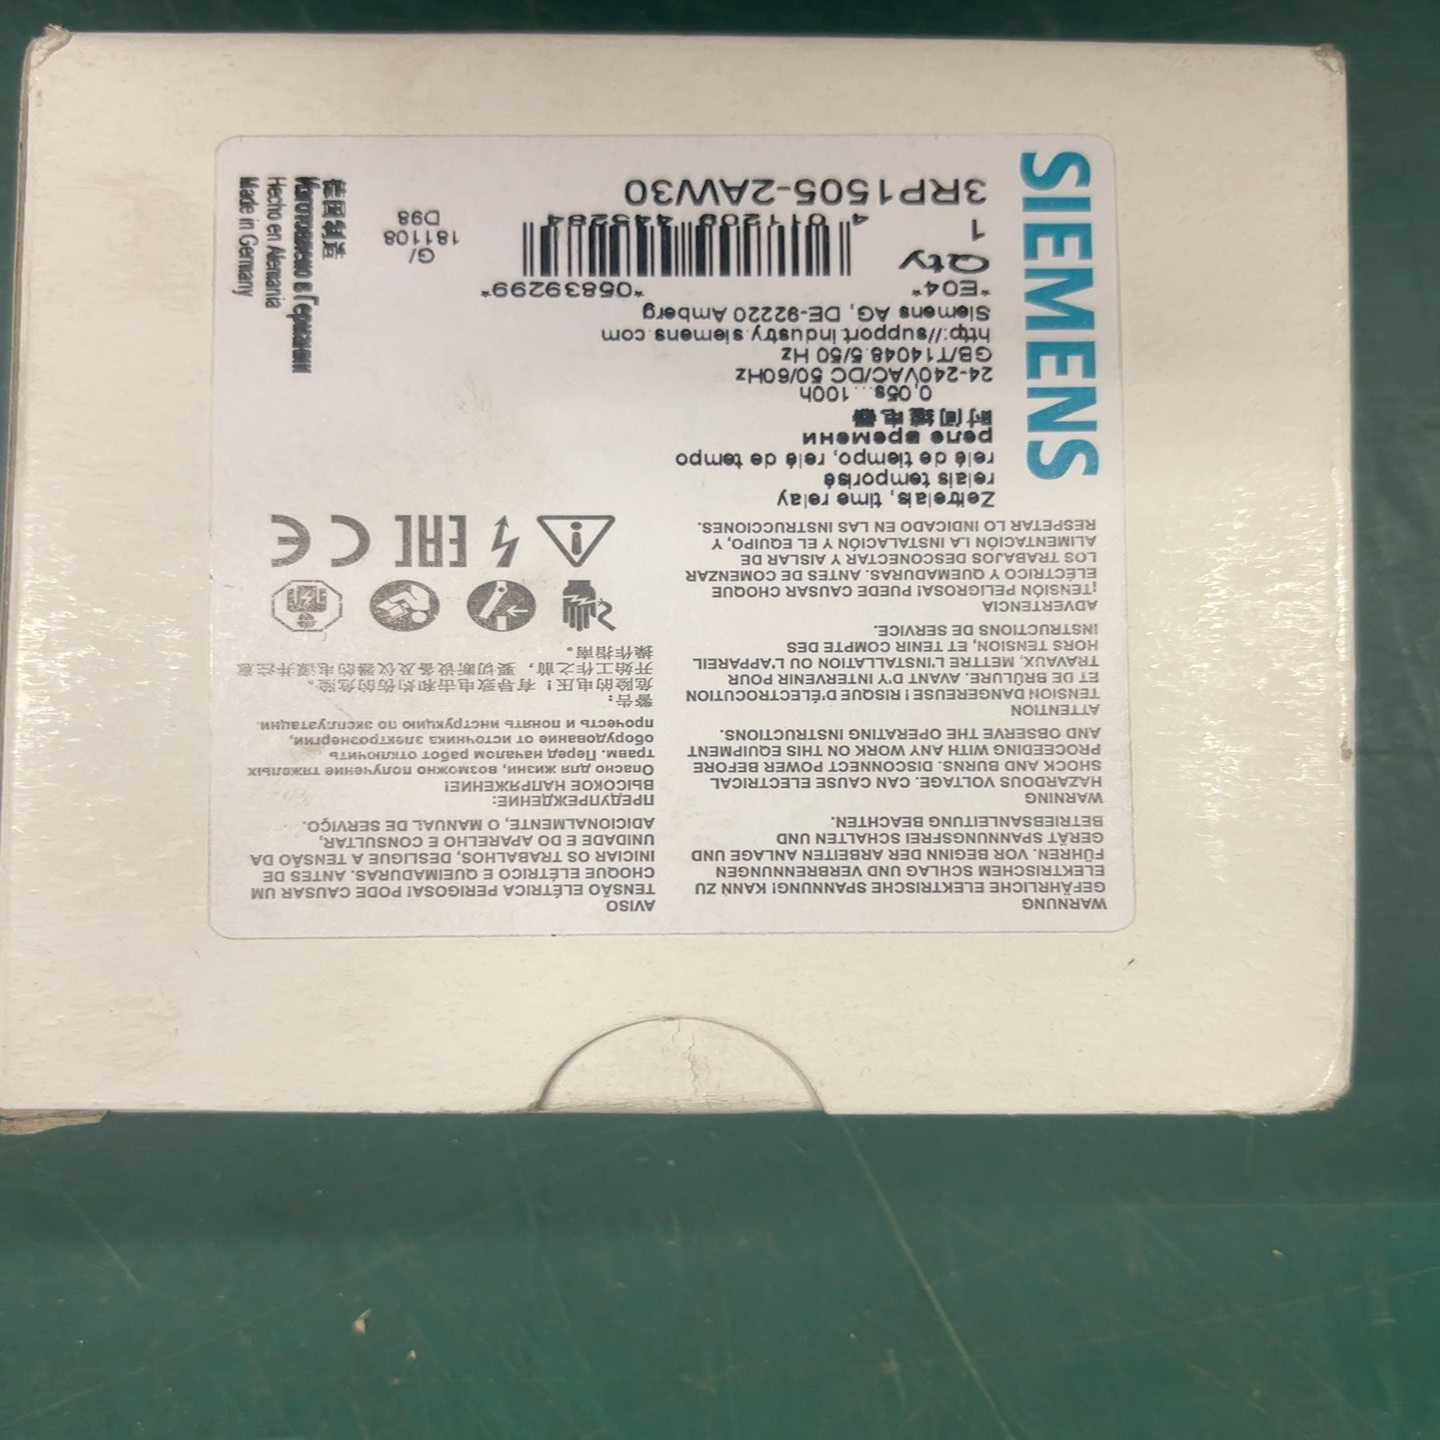 WARNUNG
GEFÄHRLICHE ELEKTRISCHE SPANNUNG! KANN ZU
ELEKTRISCHEM SCHLAG UND VERBRENNUNGEN
FÜHREN. VOR BEGINN DER ARBEITEN ANLAGE UND
GERÄT SPANNUNGSFREI SCHALTEN UND
BETRIEBSANLEITUNG BEACHTEN.
WARNING
HAZARDOUS VOLTAGE. CAN CAUSE ELECTRICAL
SHOCK AND BURNS. DISCONNECT POWER BEFORE
PROCEEDING WITH ANY WORK ON THIS EQUIPMENT
AND OBSERVE THE OPERATING INSTRUCTIONS.
ATTENTION
TENSION DANGEREUSE! RISQUE D'ÉLECTROCUTION
ET DE BRÛLURE. AVANT D'Y INTERVENIR POUR
TRAVAUX, METTRE L'INSTALLATION OU L'APPAREIL
HORS TENSION, ET TENIR COMPTE DES
INSTRUCTIONS DE SERVICE.
ADVERTENCIA
¡TENSIÓN PELIGROSA! PUEDE CAUSAR CHOQUE
ELÉCTRICO Y QUEMADURAS. ANTES DE COMENZAR
LOS TRABAJOS DESCONECTAR Y AISLAR DE
ALIMENTACIÓN LA INSTALACIÓN Y EL EQUIPO, Y
RESPETAR LO INDICADO EN LAS INSTRUCCIONES.
AVISO
TENSÃO ELÉTRICA PERIGOSA! PODE CAUSAR UM
CHOQUE ELÉTRICO E QUEIMADURAS. ANTES DE
INICIAR OS TRABALHOS, DESLIGUE A TENSÃO DA
UNIDADE E DO APARELHO E CONSULTAR,
ADICIONALMENTE, O MANUAL DE SERVIÇO.
ПРЕДУПРЕЖДЕНИЕ:
ВЫСОКОЕ НАПРЯЖЕНИЕ!
Опасно для жизни, возможно получение тяжелых
травм. Перед началом работ отключить
оборудование от источника электроэнергии,
прочесть и понять инструкцию по эксплуатации.
警告:
危险的电压！有导致电击和灼伤的危险。
开始工作之前，要切断设备及仪器的电源并注意
操作指南。
CE EAC
Zeitrelais, time relay
relais temporisé
relé de tiempo, relé de tempo
реле времени
时间继电器
0,05s...100h
24-240VAC/DC 50/60Hz
GB/T14048.5/50 Hz
http://support.industry.siemens.com
Siemens AG, DE-92220 Amberg
*E04* *05839299*
Qty
1
4 011209 445284
G/
181108
D98
3RP1505-2AW30
SIEMENS
Made in Germany
Hecho en Alemania
Изготовлено в Германии
德国制造